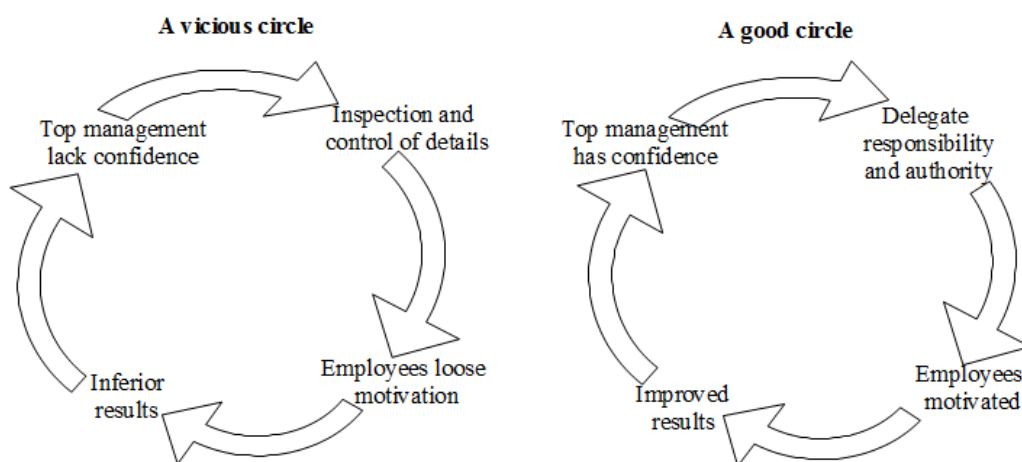 A vicious circle
Top management
lack confidence
Inspection and
control of details
Employees loose
motivation
Inferior
results
A good circle
Top management
has confidence
Delegate
responsibility
and authority
Employees
motivated
Improved
results